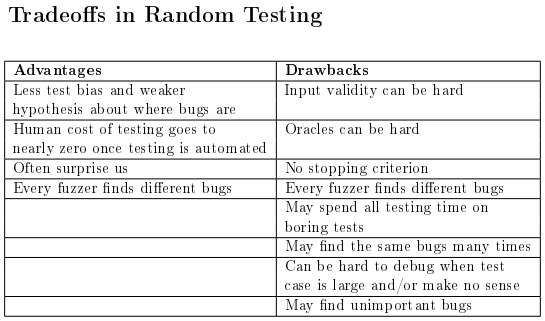 Tradeoffs in Random Testing
Advantages Drawbacks
Less test bias and weaker Input validity can be hard
hypothesis about where bugs are
Human cost of testing goes to Oracles can be hard
nearly zero once testing is automated
Often surprise us No stopping criterion
Every fuzzer finds different bugs Every fuzzer finds different bugs
May spend all testing time on
boring tests
May find the same bugs many times
Can be hard to debug when test
case is large and/or make no sense
May find unimportant bugs